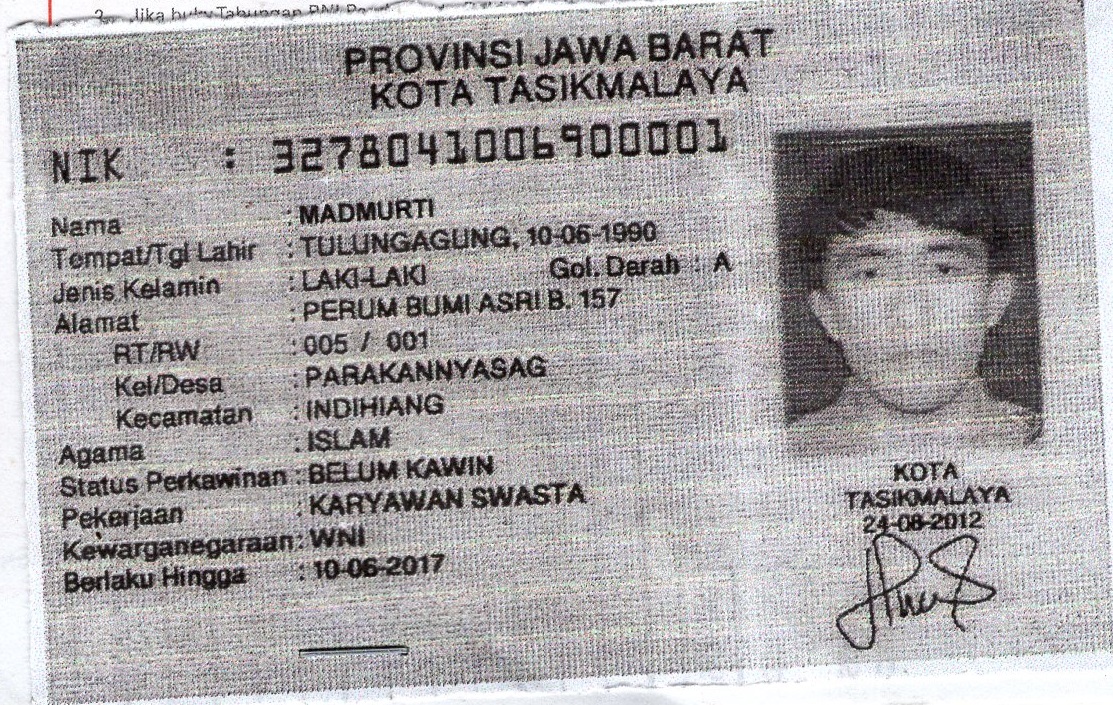 2. Jika buku Tabungan BNI
PROVINSI JAWA BARAT
KOTA TASIKMALAYA
NIK : 3278041006900001
Nama : MADMURTI
Tempat/Tgl Lahir : TULUNGAGUNG, 10-06-1990
Jenis Kelamin : LAKI-LAKI Gol. Darah : A
Alamat : PERUM BUMI ASRI B. 157
RT/RW : 005 / 001
Kel/Desa : PARAKANNYASAG
Kecamatan : INDIHIANG
Agama : ISLAM
Status Perkawinan : BELUM KAWIN
Pekerjaan : KARYAWAN SWASTA
Kewarganegaraan : WNI
Berlaku Hingga : 10-06-2017
KOTA
TASIKMALAYA
24-08-2012